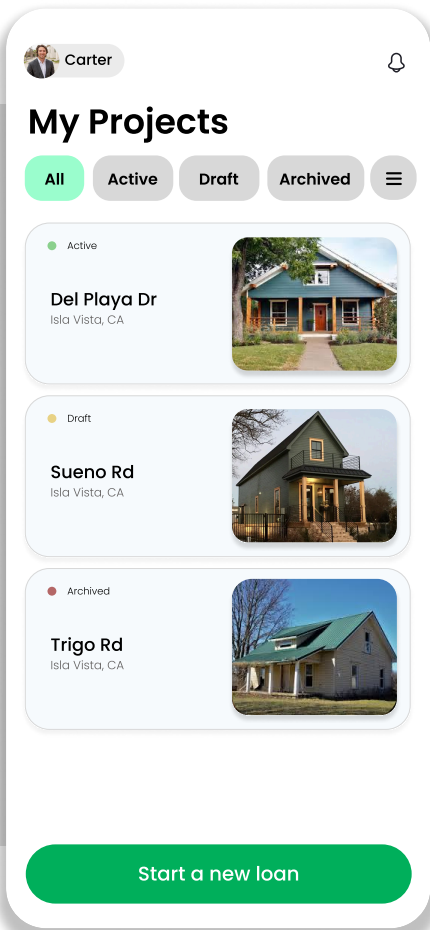 Carter
My Projects
All
Active
Draft
Archived
Active
Del Playa Dr
Isla Vista, CA
Draft
Sueno Rd
Isla Vista, CA
Archived
Trigo Rd
Isla Vista, CA
Start a new loan